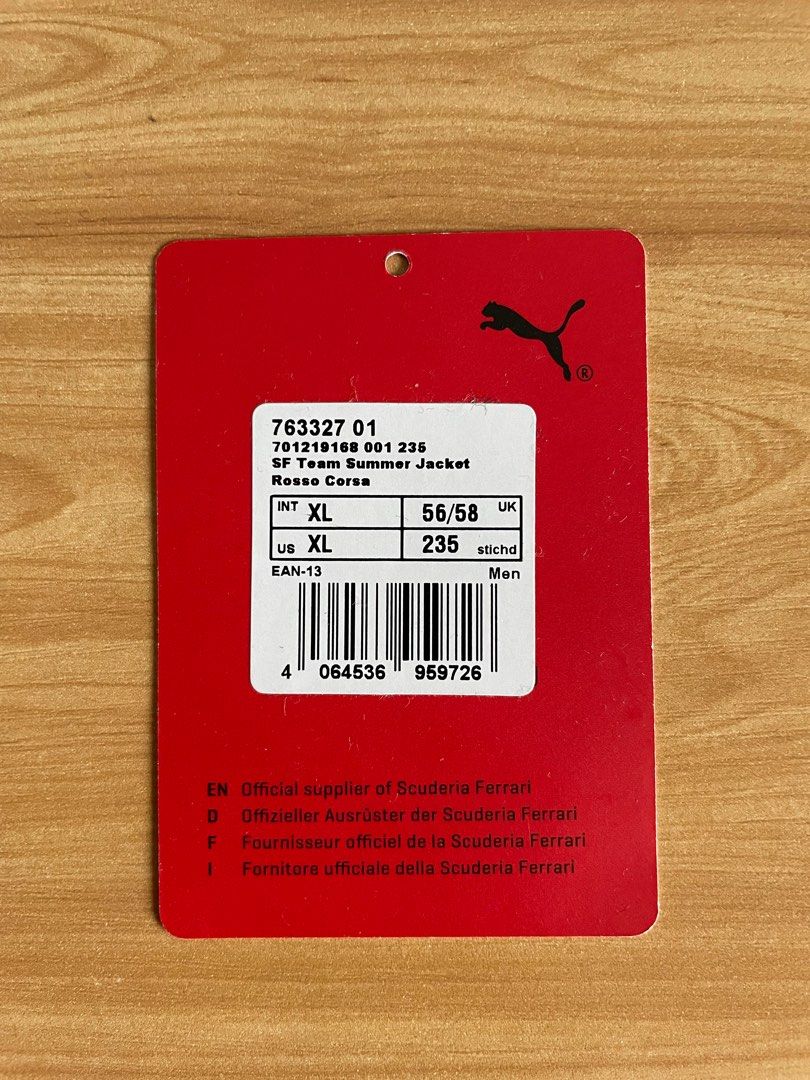 ®
763327 01
701219168 001 235
SF Team Summer Jacket
Rosso Corsa
INT XL 56/58 UK
US XL 235 stichd
EAN-13 Men
4 064536 959726
EN Official supplier of Scuderia Ferrari
D Offizieller Ausrüster der Scuderia Ferrari
F Fournisseur officiel de la Scuderia Ferrari
I Fornitore ufficiale della Scuderia Ferrari